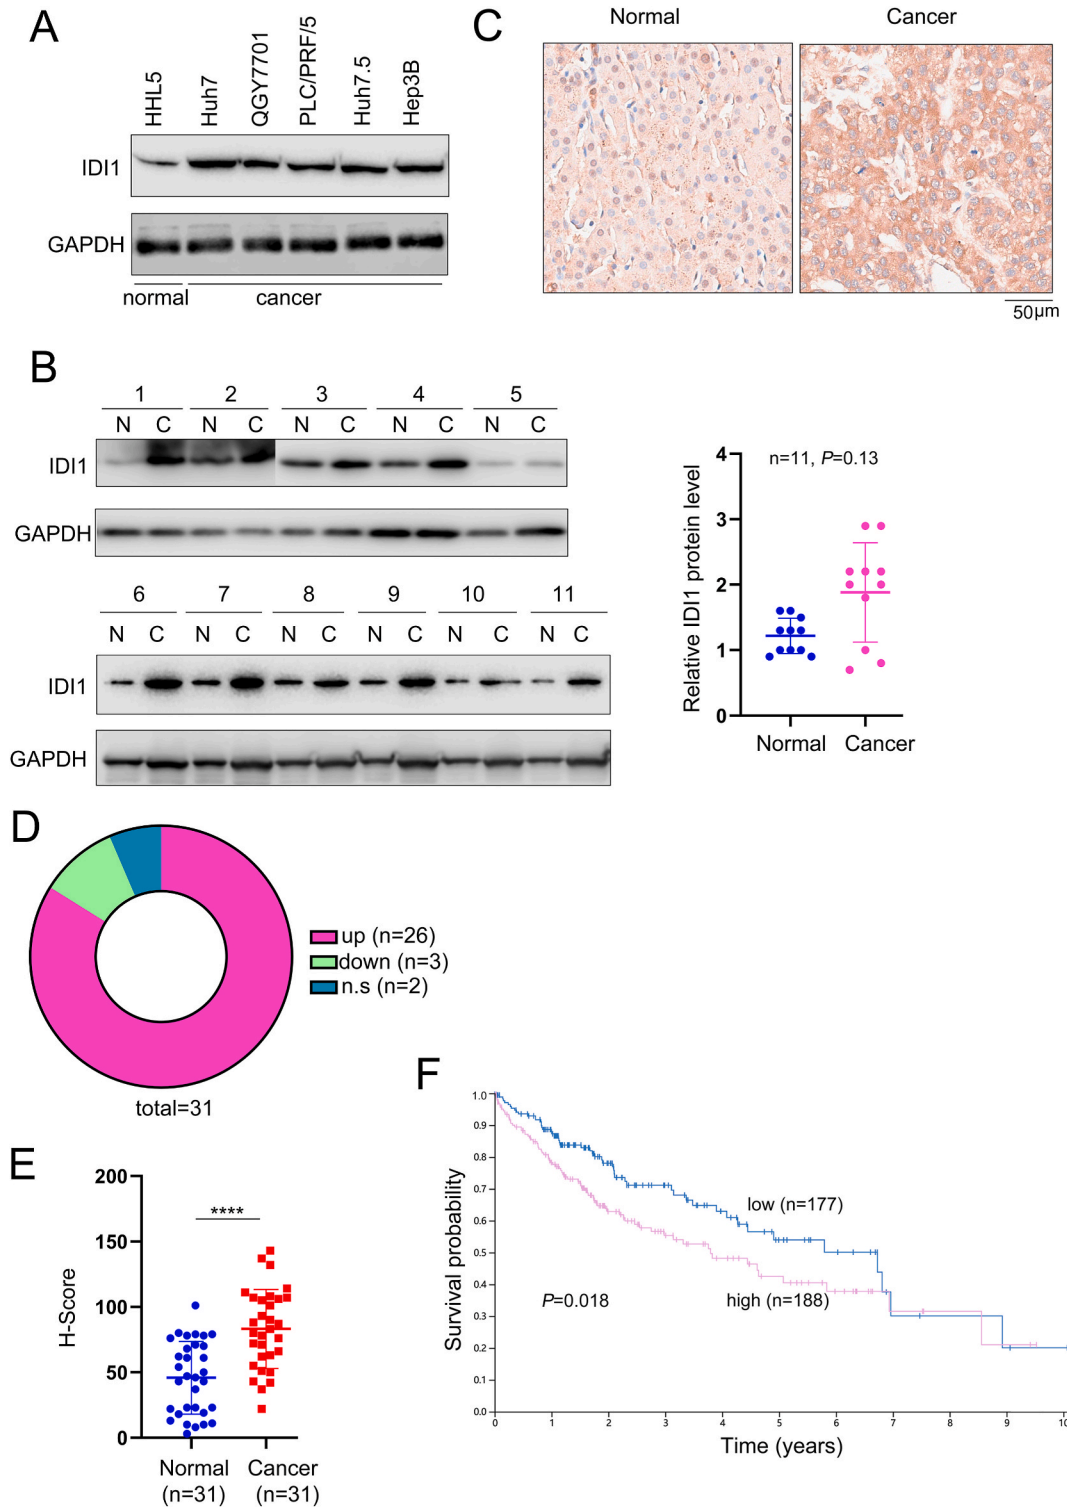 A
HHL5
Huh7
QGY7701
PLC/PRF/5
Huh7.5
Hep3B
IDI1
GAPDH
normal
cancer
C
Normal
Cancer
50μm
B
1 2 3 4 5
N C N C N C N C N C
IDI1
GAPDH
6 7 8 9 10 11
N C N C N C N C N C N C
IDI1
GAPDH
n=11, P=0.13
Relative IDI1 protein level
4
3
2
1
0
Normal Cancer
D
up (n=26)
down (n=3)
n.s (n=2)
total=31
E
H-Score
200
150
100
50
0
****
Normal Cancer
(n=31) (n=31)
F
Survival probability
1.0
0.9
0.8
0.7
0.6
0.5
0.4
0.3
0.2
0.1
0.0
low (n=177)
high (n=188)
P=0.018
0 1 2 3 4 5 6 7 8 9 10
Time (years)